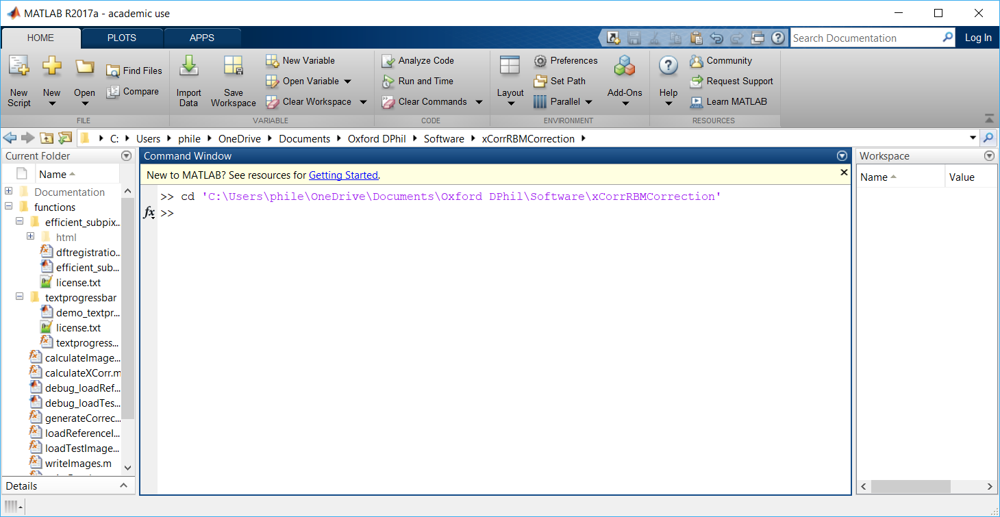 MATLAB R2017a - academic use
HOME PLOTS APPS
Search Documentation
Log In
New Script
New
Open
Find Files
Compare
FILE
Import Data
Save Workspace
New Variable
Open Variable
Clear Workspace
VARIABLE
Analyze Code
Run and Time
Clear Commands
CODE
Layout
Preferences
Set Path
Parallel
Add-Ons
ENVIRONMENT
Help
Community
Request Support
Learn MATLAB
RESOURCES
C: Users phile OneDrive Documents Oxford DPhil Software xCorrRBMCorrection
Current Folder
Name
Documentation
functions
efficient_subpix...
html
dftregistratio...
efficient_sub...
license.txt
textprogressbar
demo_textpr...
license.txt
textprogress...
calculateImage...
calculateXCorr.m
debug_loadRef...
debug_loadTes...
generateCorrec...
loadReferenceI...
loadTestImage...
writeImages.m
Details
Command Window
New to MATLAB? See resources for Getting Started.
>> cd 'C:\Users\phile\OneDrive\Documents\Oxford DPhil\Software\xCorrRBMCorrection'
fx >>
Workspace
Name Value